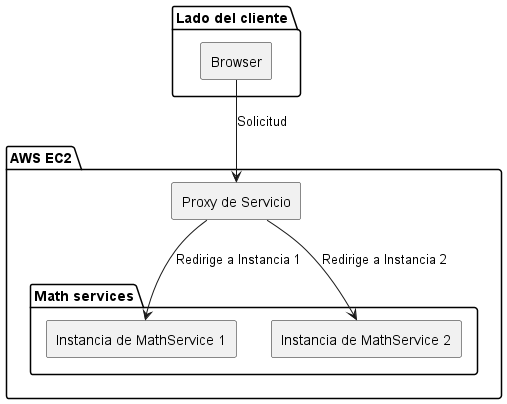 Lado del cliente
Browser
Solicitud
AWS EC2
Proxy de Servicio
Redirige a Instancia 1
Redirige a Instancia 2
Math services
Instancia de MathService 1
Instancia de MathService 2